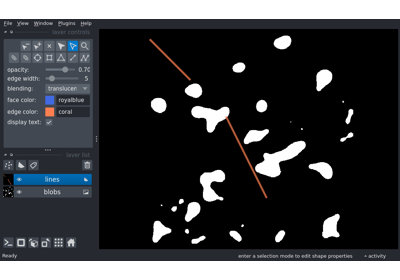 File View Window Plugins Help
layer controls
opacity: 0.70
edge width: 5
blending: translucen
face color: royalblue
edge color: coral
display text:
layer list
lines
blobs
Ready enter a selection mode to edit shape properties activity